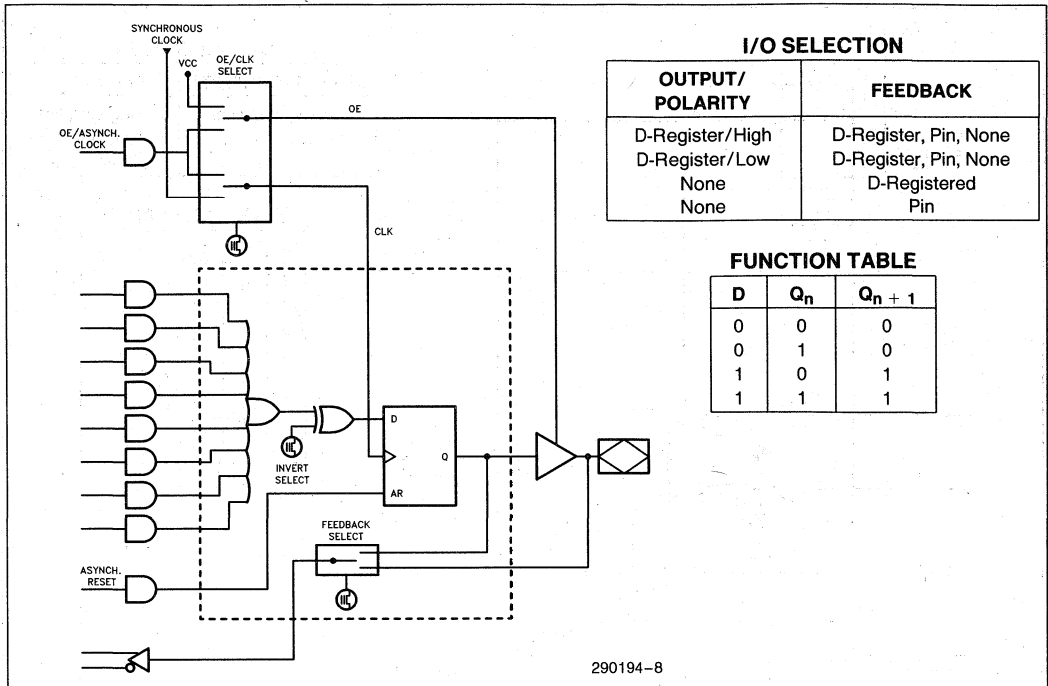 SYNCHRONOUS
CLOCK
VCC
OE/CLK
SELECT
OE
OE/ASYNCH.
CLOCK
CLK
D
Q
AR
INVERT
SELECT
FEEDBACK
SELECT
ASYNCH.
RESET
I/O SELECTION
OUTPUT/ POLARITY FEEDBACK
D-Register/High D-Register, Pin, None
D-Register/Low D-Register, Pin, None
None D-Registered
None Pin
FUNCTION TABLE
D Qn Qn + 1
0 0 0
0 1 0
1 0 1
1 1 1
290194-8